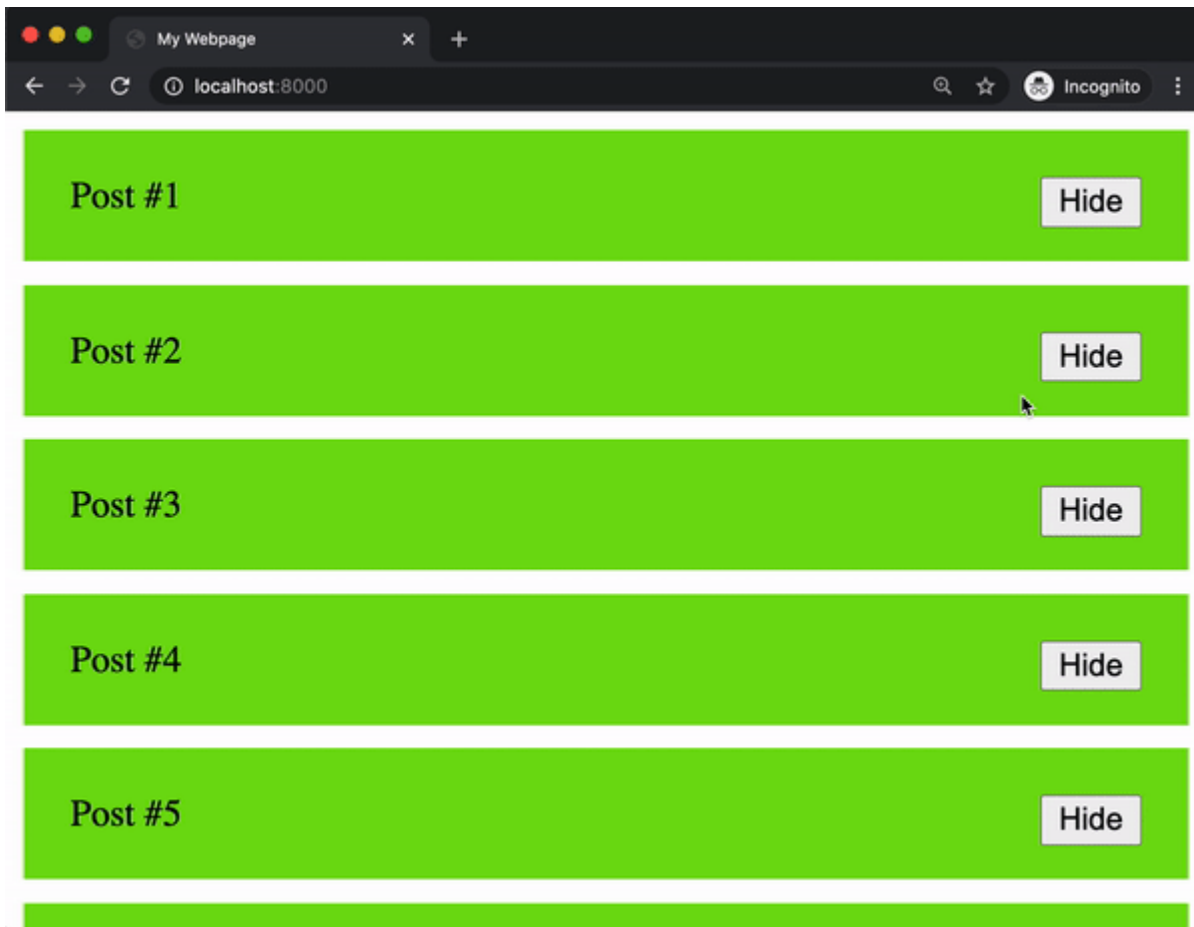 My Webpage
localhost:8000
Incognito
Post #1
Hide
Post #2
Hide
Post #3
Hide
Post #4
Hide
Post #5
Hide